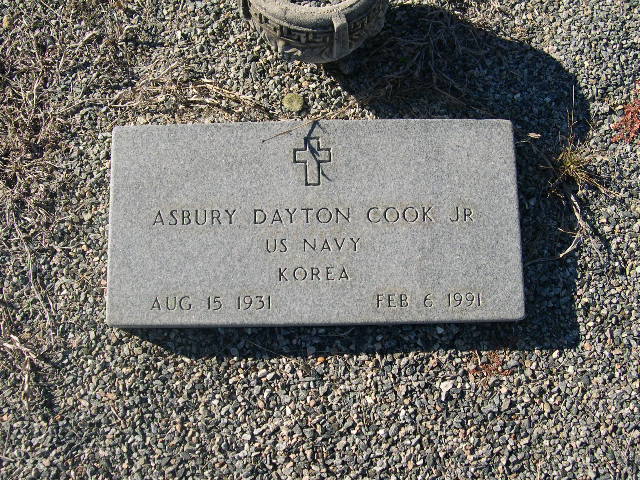 ASBURY DAYTON COOK JR
US NAVY
KOREA
AUG 15 1931 FEB 6 1991